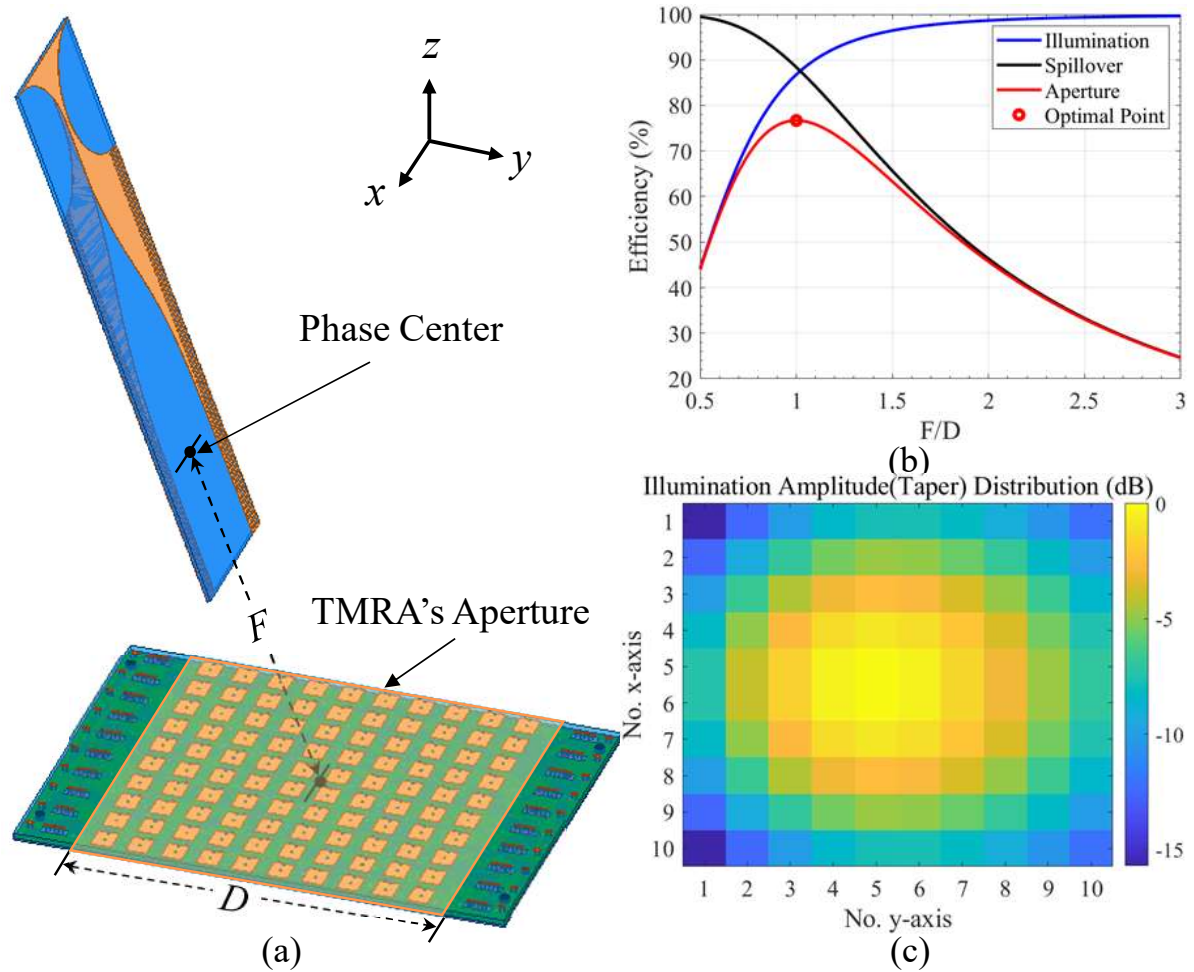 z
y
x
Phase Center
F
TMRA's Aperture
D
(a)
100
90
80
70
60
50
40
30
20
Efficiency (%)
Illumination
Spillover
Aperture
Optimal Point
0.5 1 1.5 2 2.5 3
F/D
(b)
Illumination Amplitude(Taper) Distribution (dB)
1
2
3
4
5
6
7
8
9
10
No. x-axis
1 2 3 4 5 6 7 8 9 10
No. y-axis
0
-5
-10
-15
(c)